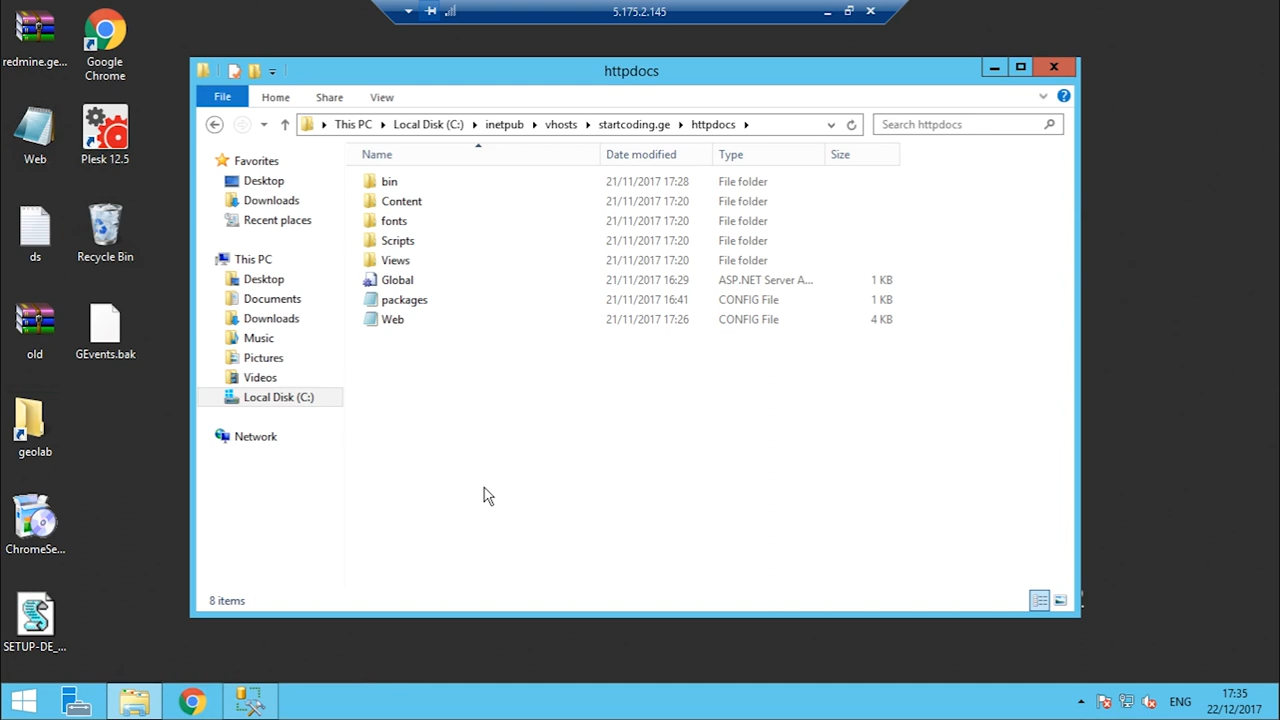 5.175.2.145
redmine.ge...
Google Chrome
Web
Plesk 12.5
ds
Recycle Bin
old
GEvents.bak
geolab
ChromeSe...
SETUP-DE_...
httpdocs
File Home Share View
This PC Local Disk (C:) inetpub vhosts startcoding.ge httpdocs
Search httpdocs
Favorites
Desktop
Downloads
Recent places
This PC
Desktop
Documents
Downloads
Music
Pictures
Videos
Local Disk (C:)
Network
Name Date modified Type Size
bin 21/11/2017 17:28 File folder
Content 21/11/2017 17:20 File folder
fonts 21/11/2017 17:20 File folder
Scripts 21/11/2017 17:20 File folder
Views 21/11/2017 17:20 File folder
Global 21/11/2017 16:29 ASP.NET Server A... 1 KB
packages 21/11/2017 16:41 CONFIG File 1 KB
Web 21/11/2017 17:26 CONFIG File 4 KB
8 items
ENG
17:35
22/12/2017